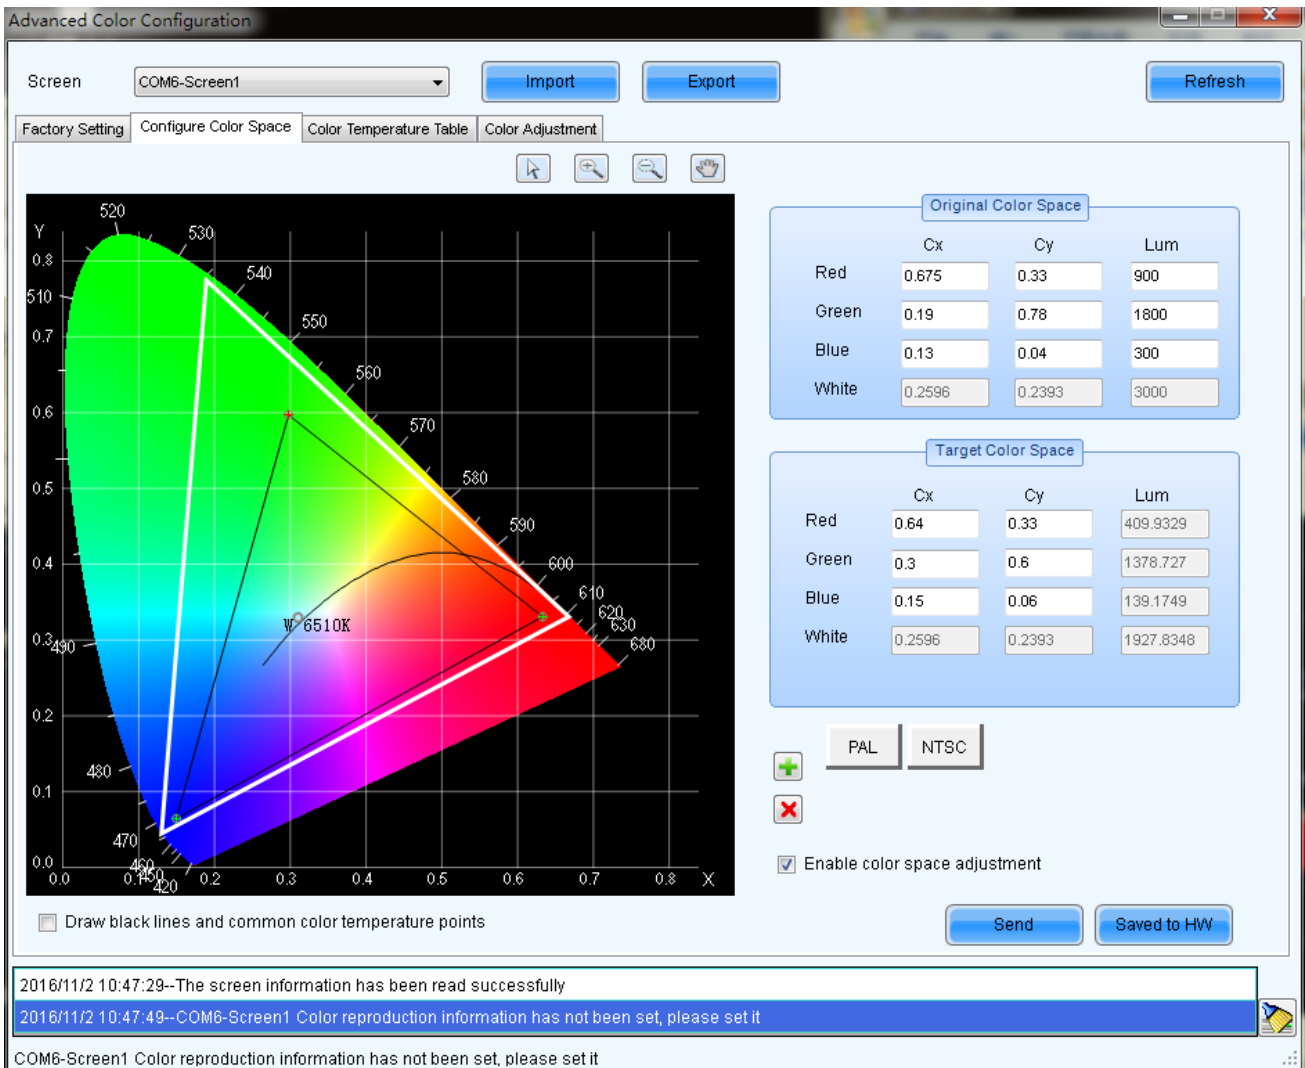 Advanced Color Configuration
Screen COM6-Screen1 Import Export Refresh
Factory Setting Configure Color Space Color Temperature Table Color Adjustment
Original Color Space
Cx Cy Lum
Red 0.675 0.33 900
Green 0.19 0.78 1800
Blue 0.13 0.04 300
White 0.2596 0.2393 3000
Target Color Space
Cx Cy Lum
Red 0.64 0.33 409.9329
Green 0.3 0.6 1378.727
Blue 0.15 0.06 139.1749
White 0.2596 0.2393 1927.8348
PAL NTSC
Enable color space adjustment
Send Saved to HW
Y
0.8
0.7
0.6
0.5
0.4
0.3
0.2
0.1
0.0
0.0 0.1 0.2 0.3 0.4 0.5 0.6 0.7 0.8 X
520
530
540
550
560
570
580
590
600
610
620
630
680
510
490
480
470
460
450
420
W 6510K
Draw black lines and common color temperature points
2016/11/2 10:47:29--The screen information has been read successfully
2016/11/2 10:47:49--COM6-Screen1 Color reproduction information has not been set, please set it
COM6-Screen1 Color reproduction information has not been set, please set it